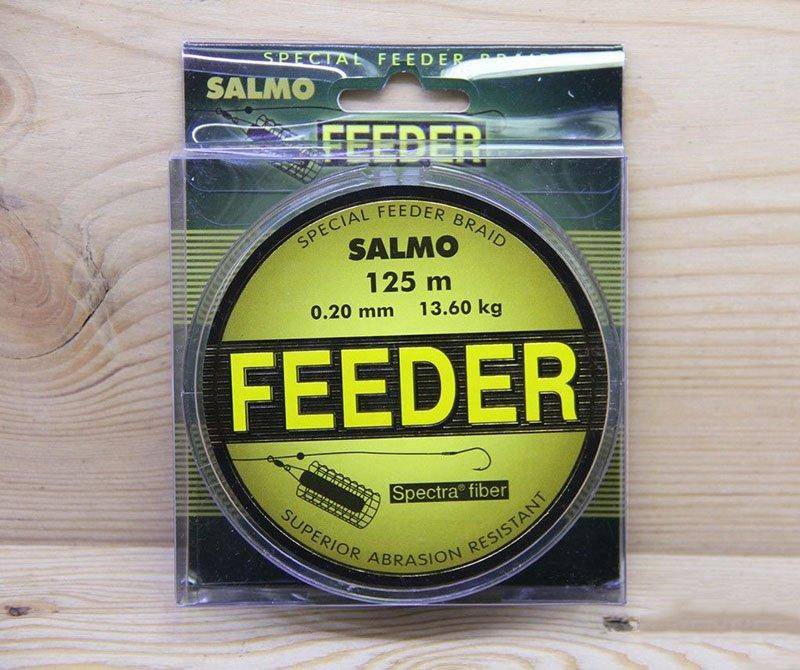 SPECIAL FEEDER BRAID
SALMO
FEEDER
SPECIAL FEEDER BRAID
SALMO
125 m
0.20 mm 13.60 kg
FEEDER
Spectra® fiber
SUPERIOR ABRASION RESISTANT